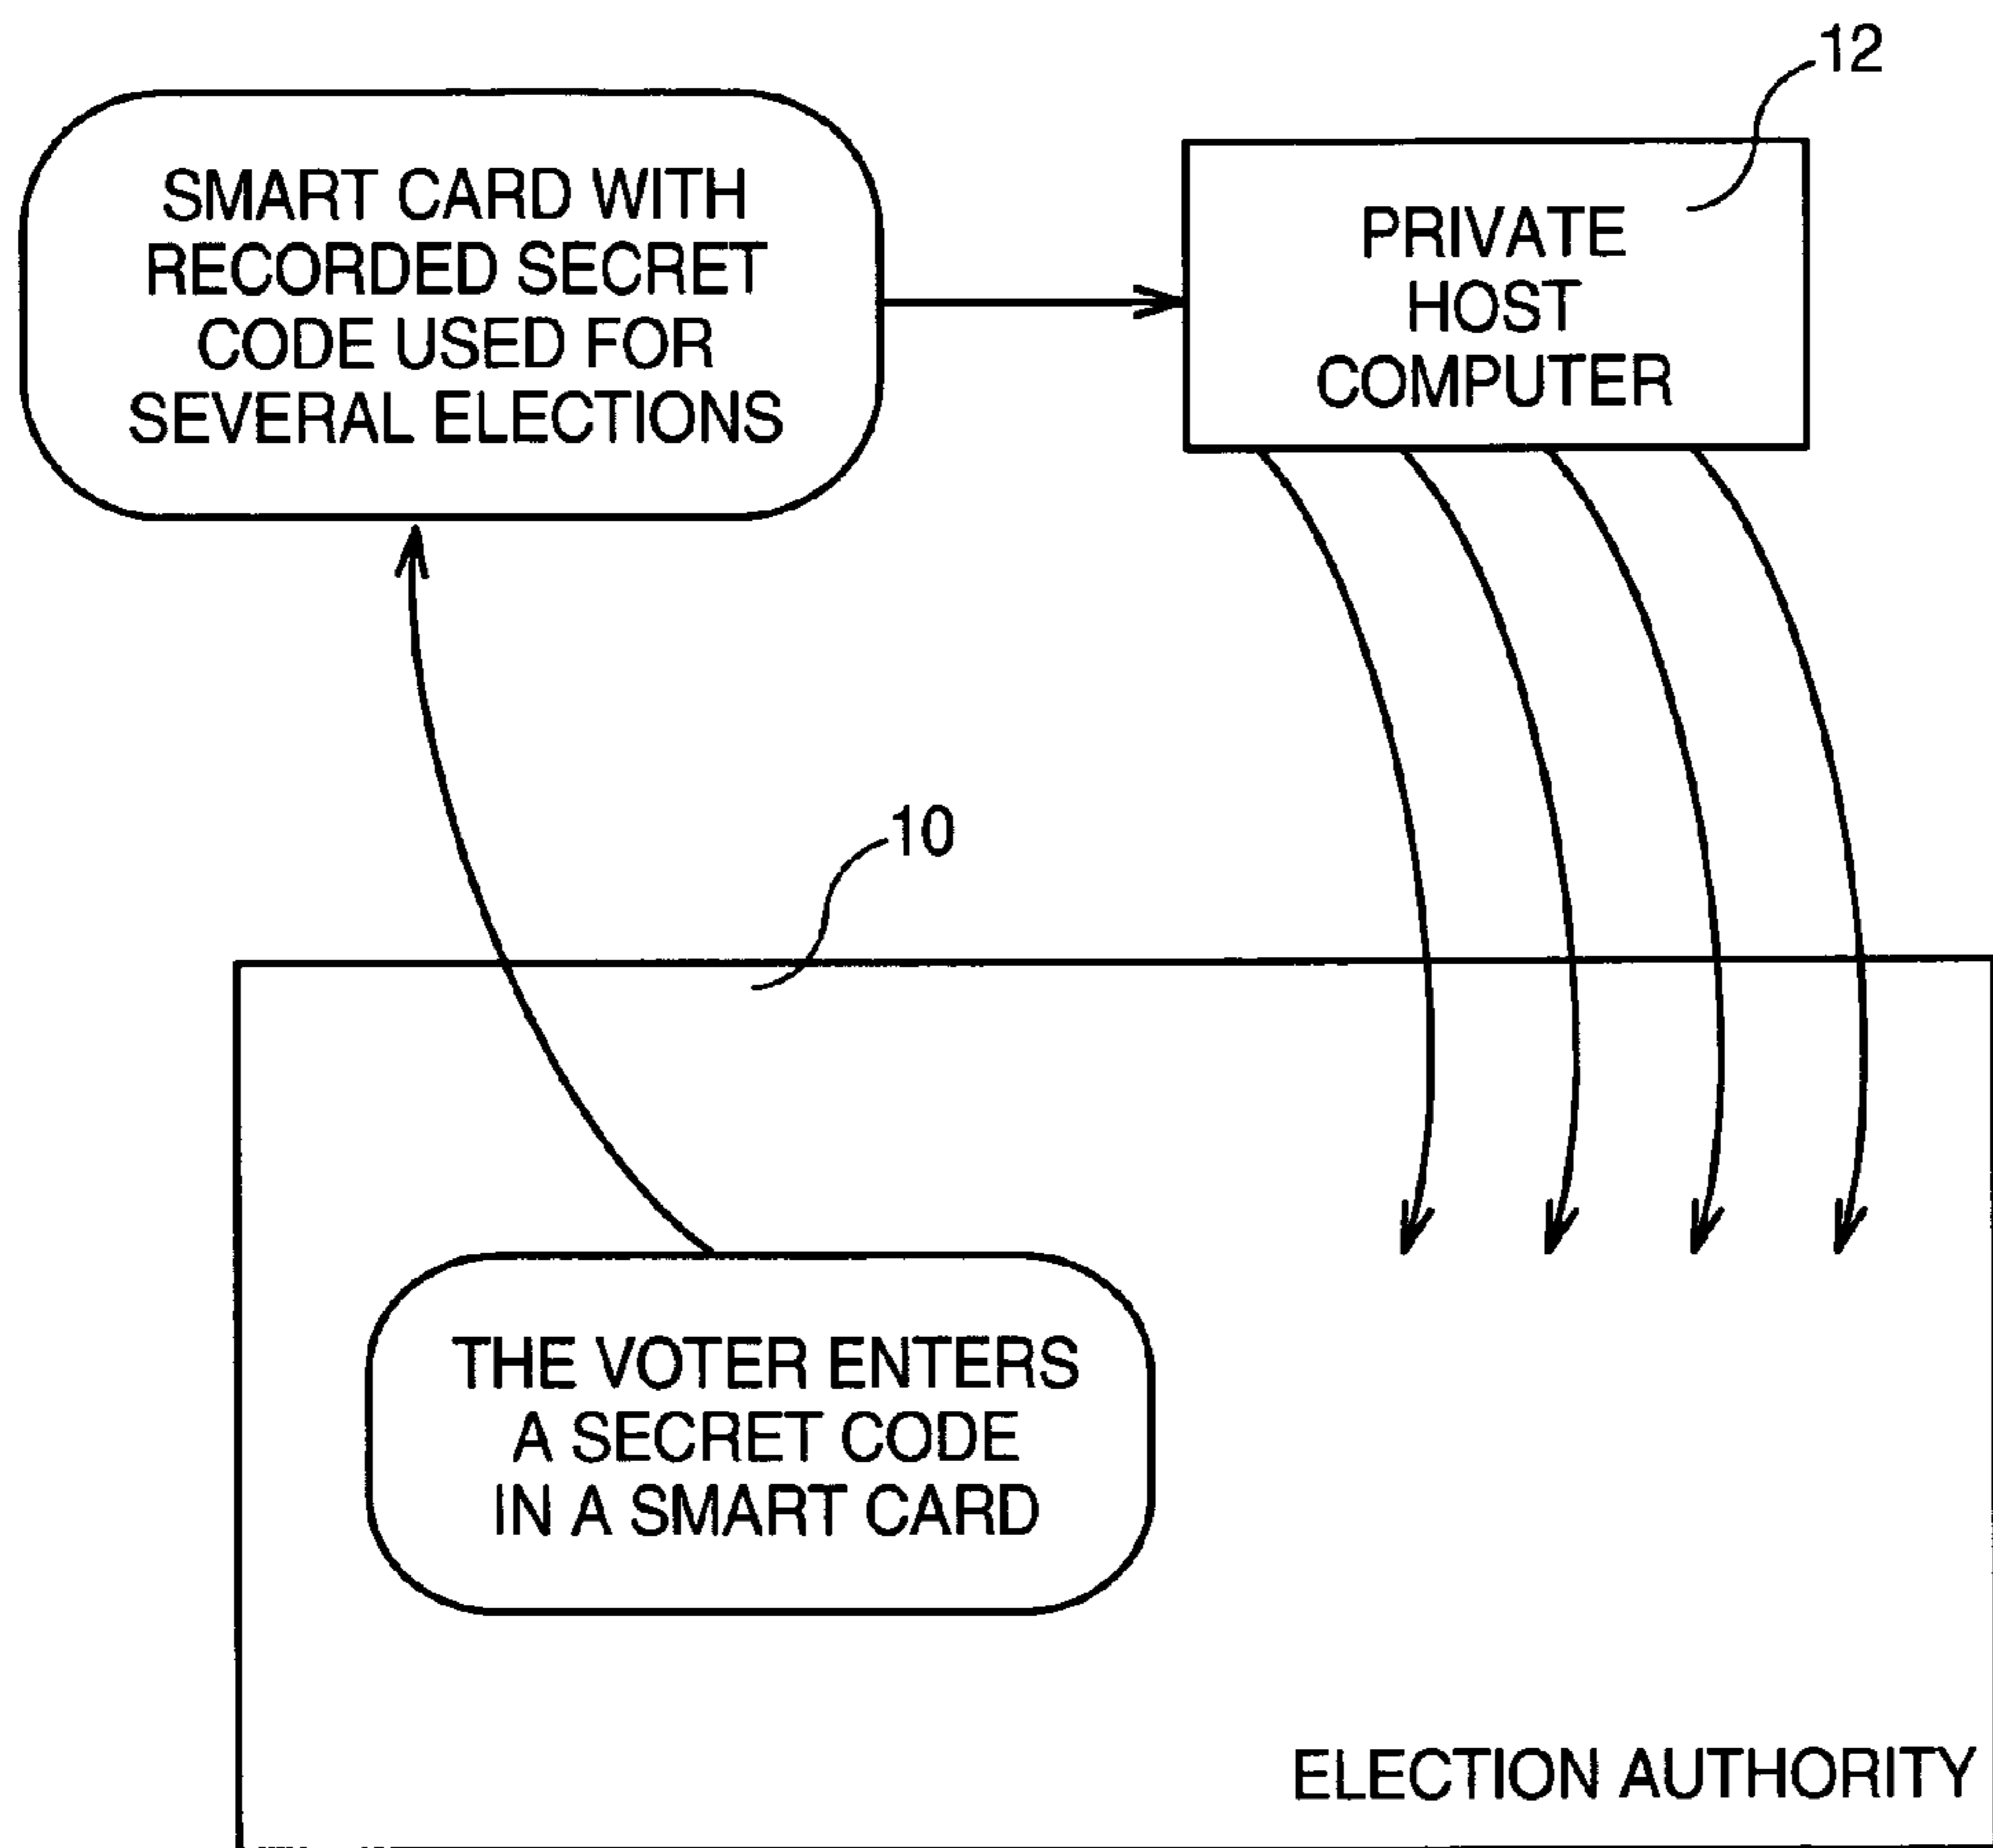 12
SMART CARD WITH
RECORDED SECRET
CODE USED FOR
SEVERAL ELECTIONS
PRIVATE
HOST
COMPUTER
10
THE VOTER ENTERS
A SECRET CODE
IN A SMART CARD
ELECTION AUTHORITY